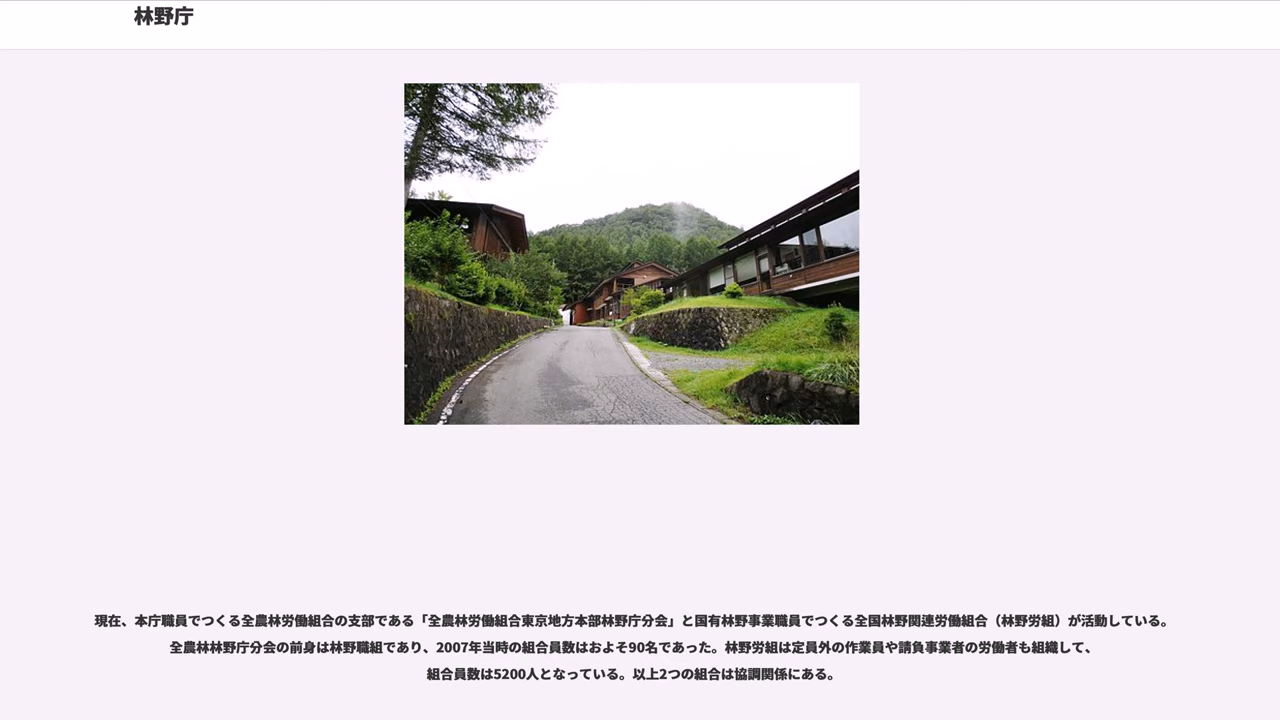 林野庁
現在、本庁職員でつくる全農林労働組合の支部である「全農林労働組合東京地方本部林野庁分会」と国有林野事業職員でつくる全国林野関連労働組合（林野労組）が活動している。
全農林林野庁分会の前身は林野職組であり、2007年当時の組合員数はおよそ90名であった。林野労組は定員外の作業員や請負事業者の労働者も組織して、
組合員数は5200人となっている。以上2つの組合は協調関係にある。